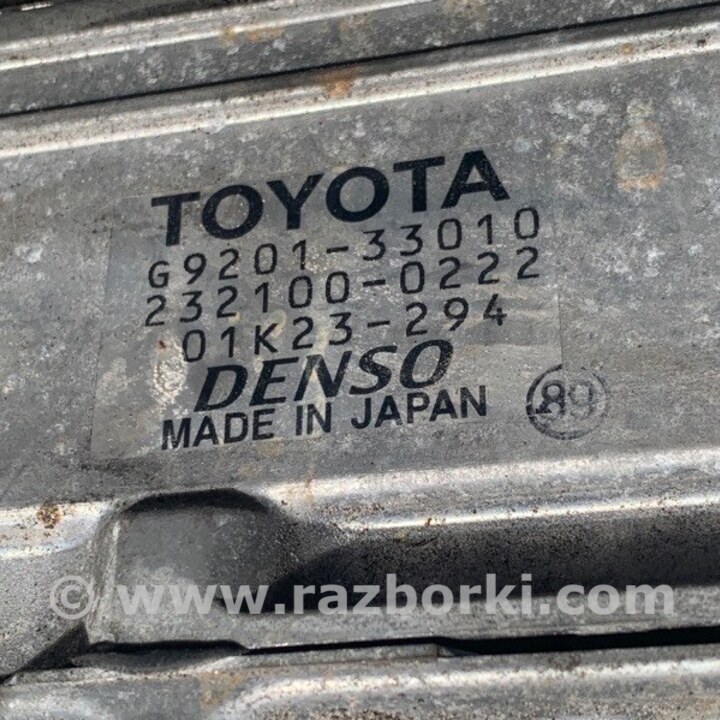 TOYOTA
G9201-33010
232100-0222
01K23-294
DENSO
MADE IN JAPAN
89
© www.razborki.com